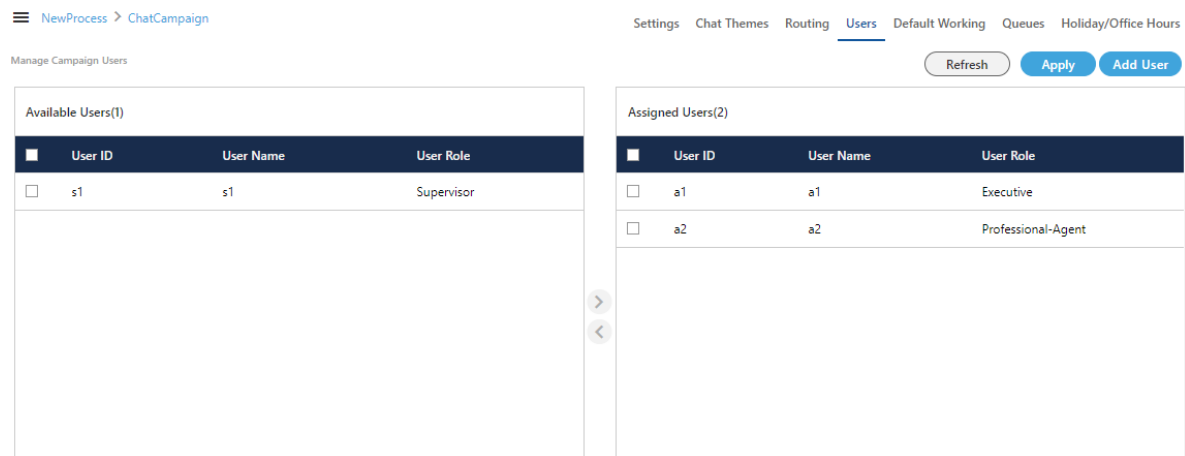 NewProcess > ChatCampaign
Settings Chat Themes Routing Users Default Working Queues Holiday/Office Hours
Manage Campaign Users
Refresh Apply Add User
Available Users(1)
User ID User Name User Role
s1 s1 Supervisor
Assigned Users(2)
User ID User Name User Role
a1 a1 Executive
a2 a2 Professional-Agent